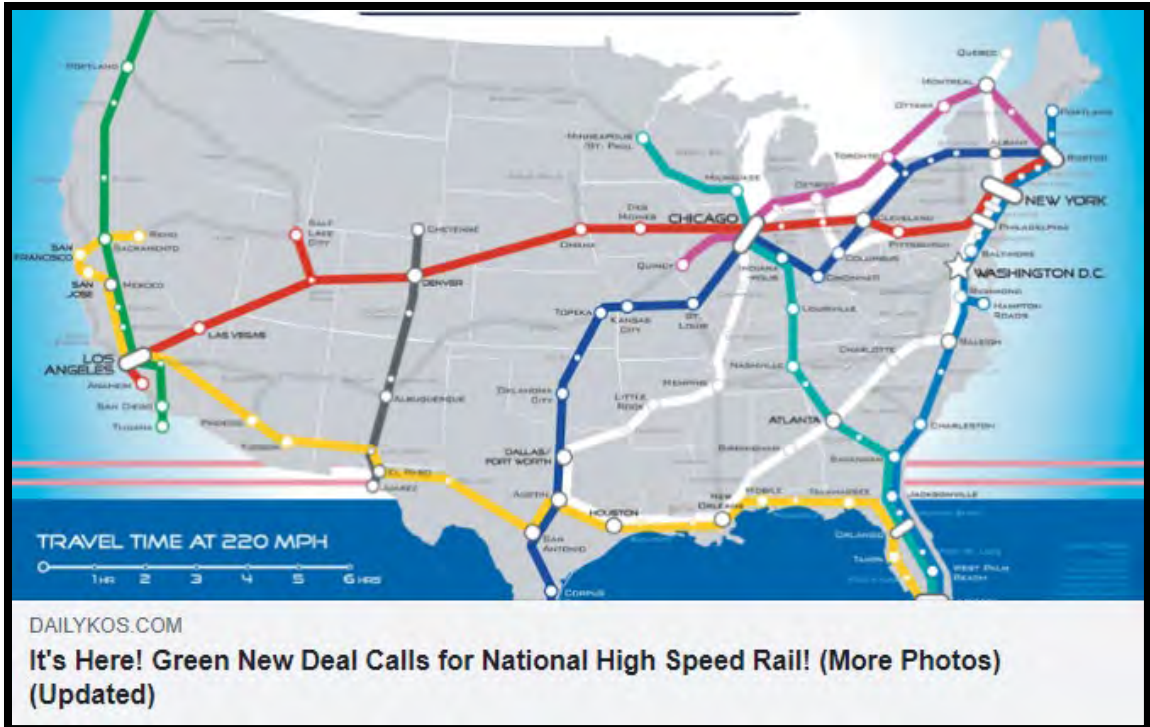 QUEBEC
PORTLAND
MONTREAL
OTTAWA
PORTLAND
MINNEAPOLIS
/ST. PAUL
TORONTO
ALBANY
BOSTON
MILWAUKEE
DETROIT
NEW YORK
SALT
LAKE
CITY
DES
MOINES
CHICAGO
CLEVELAND
PHILADELPHIA
SAN
FRANCISCO
RENO
SACRAMENTO
CHEYENNE
OMAHA
PITTSBURGH
BALTIMORE
QUINCY
INDIANA
-POLIS
COLUMBUS
CINCINNATI
WASHINGTON D.C.
SAN
JOSE
MERCED
DENVER
RICHMOND
HAMPTON
ROADS
TOPEKA
KANSAS
CITY
ST.
LOUIS
LOUISVILLE
LAS VEGAS
RALEIGH
CHARLOTTE
LOS
ANGELES
NASHVILLE
ANAHEIM
MEMPHIS
OKLAHOMA
CITY
LITTLE
ROCK
ALBUQUERQUE
SAN DIEGO
TIJUANA
PHOENIX
ATLANTA
CHARLESTON
TUCSON
BIRMINGHAM
DALLAS/
FORT WORTH
SAVANNAH
EL PASO
JUAREZ
AUSTIN
HOUSTON
NEW
ORLEANS
MOBILE
TALLAHASSEE
JACKSONVILLE
ORLANDO
SAN
ANTONIO
TAMPA
WEST PALM
BEACH
CORPUS
TRAVEL TIME AT 220 MPH
1HR 2 3 4 5 6 HRS
DAILYKOS.COM
It's Here! Green New Deal Calls for National High Speed Rail! (More Photos)
(Updated)